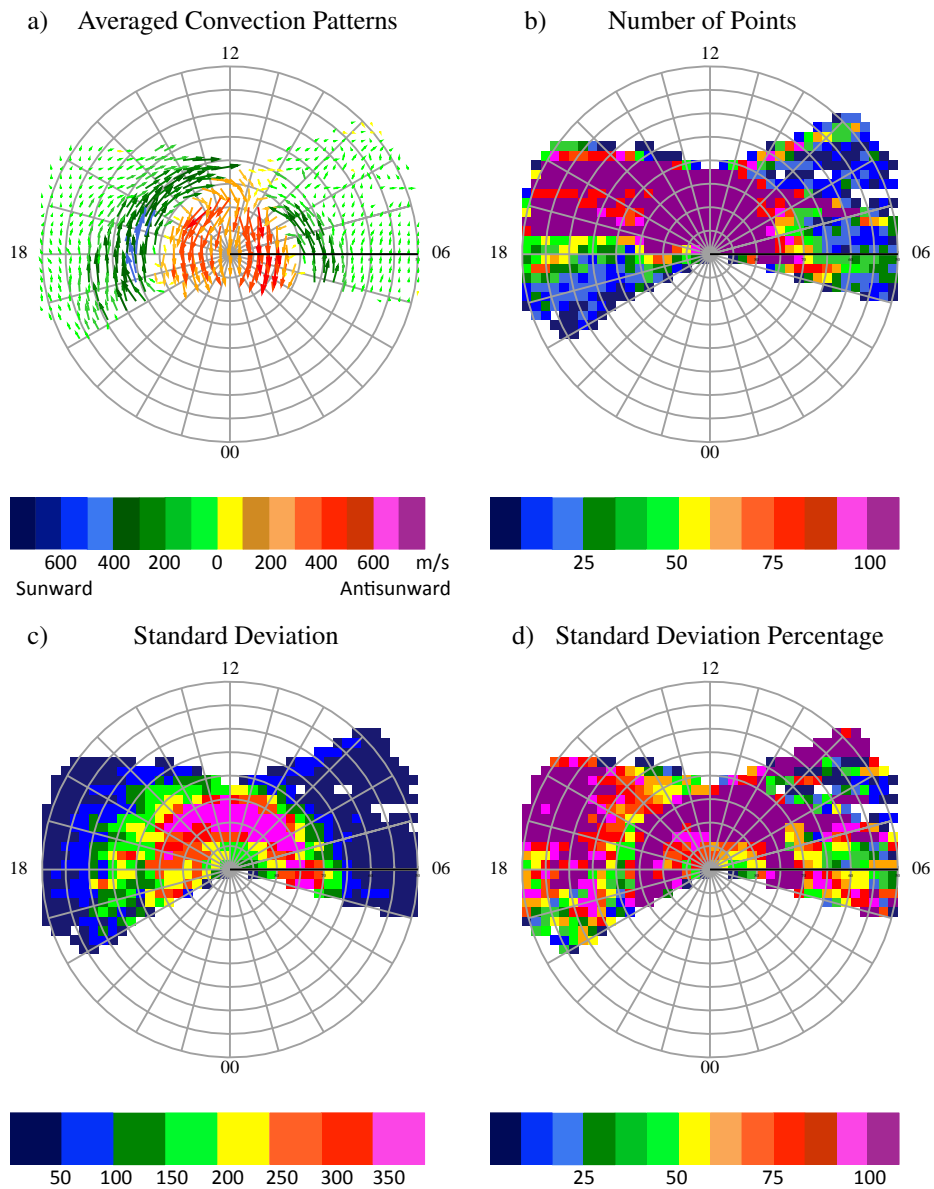 a) Averaged Convection Patterns
12
18
06
00
600 400 200 0 200 400 600 m/s
Sunward Antisunward
b) Number of Points
12
18
06
00
25 50 75 100
c) Standard Deviation
12
18
06
00
50 100 150 200 250 300 350
d) Standard Deviation Percentage
12
18
06
00
25 50 75 100